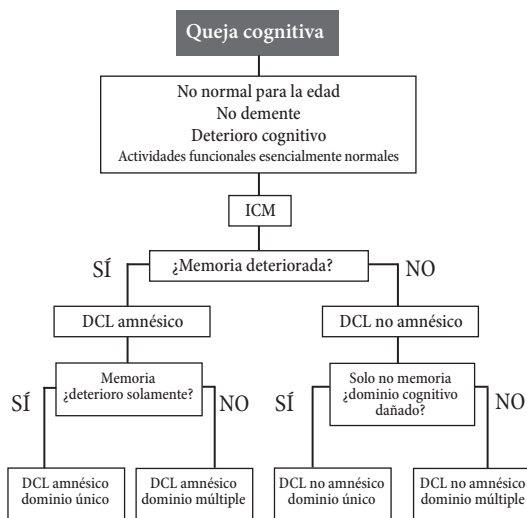 Queja cognitiva
No normal para la edad
No demente
Deterioro cognitivo
Actividades funcionales esencialmente normales
ICM
SÍ
¿Memoria deteriorada?
NO
DCL amnésico
DCL no amnésico
SÍ
Memoria
¿deterioro solamente?
NO
SÍ
Solo no memoria
¿dominio cognitivo
dañado?
NO
DCL amnésico
dominio único
DCL amnésico
dominio múltiple
DCL no amnésico
dominio único
DCL no amnésico
dominio múltiple